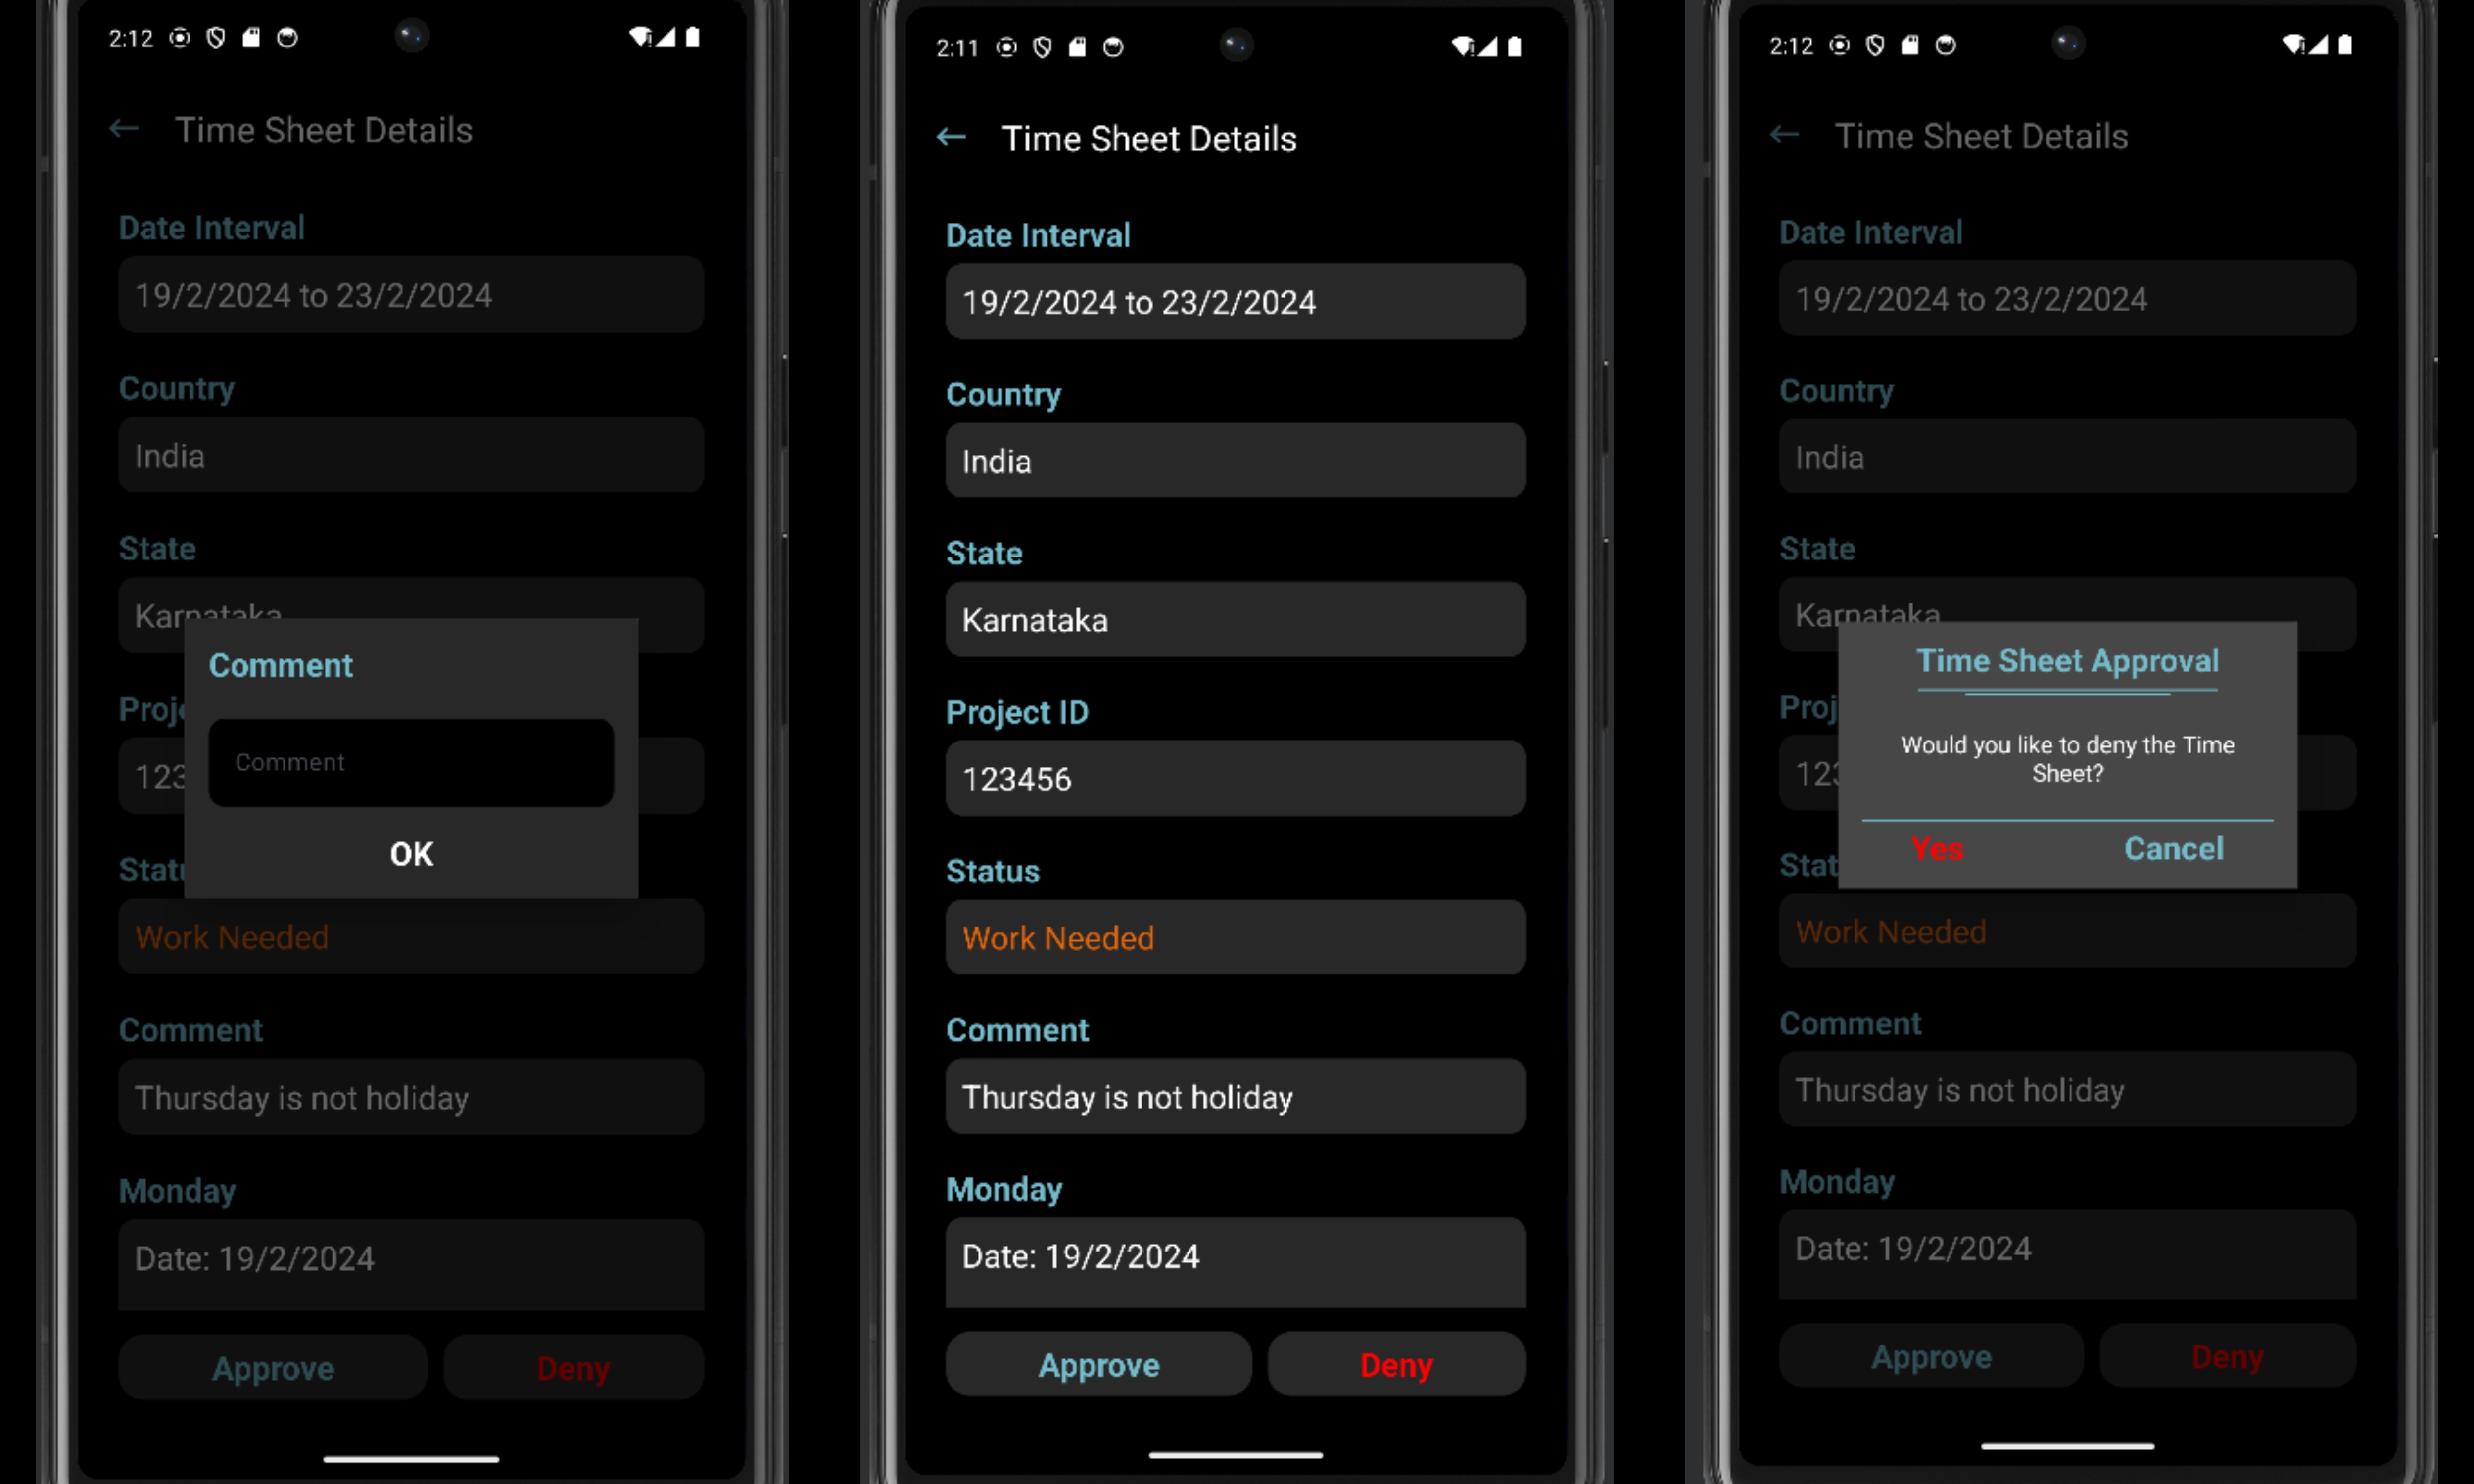 2:12
Time Sheet Details
Date Interval
19/2/2024 to 23/2/2024
Country
India
State
Karnataka
Comment
Comment
OK
Work Needed
Comment
Thursday is not holiday
Monday
Date: 19/2/2024
Approve
Deny
2:11
Time Sheet Details
Date Interval
19/2/2024 to 23/2/2024
Country
India
State
Karnataka
Project ID
123456
Status
Work Needed
Comment
Thursday is not holiday
Monday
Date: 19/2/2024
Approve
Deny
2:12
Time Sheet Details
Date Interval
19/2/2024 to 23/2/2024
Country
India
State
Karnataka
Time Sheet Approval
Would you like to deny the Time
Sheet?
Yes
Cancel
Work Needed
Comment
Thursday is not holiday
Monday
Date: 19/2/2024
Approve
Deny